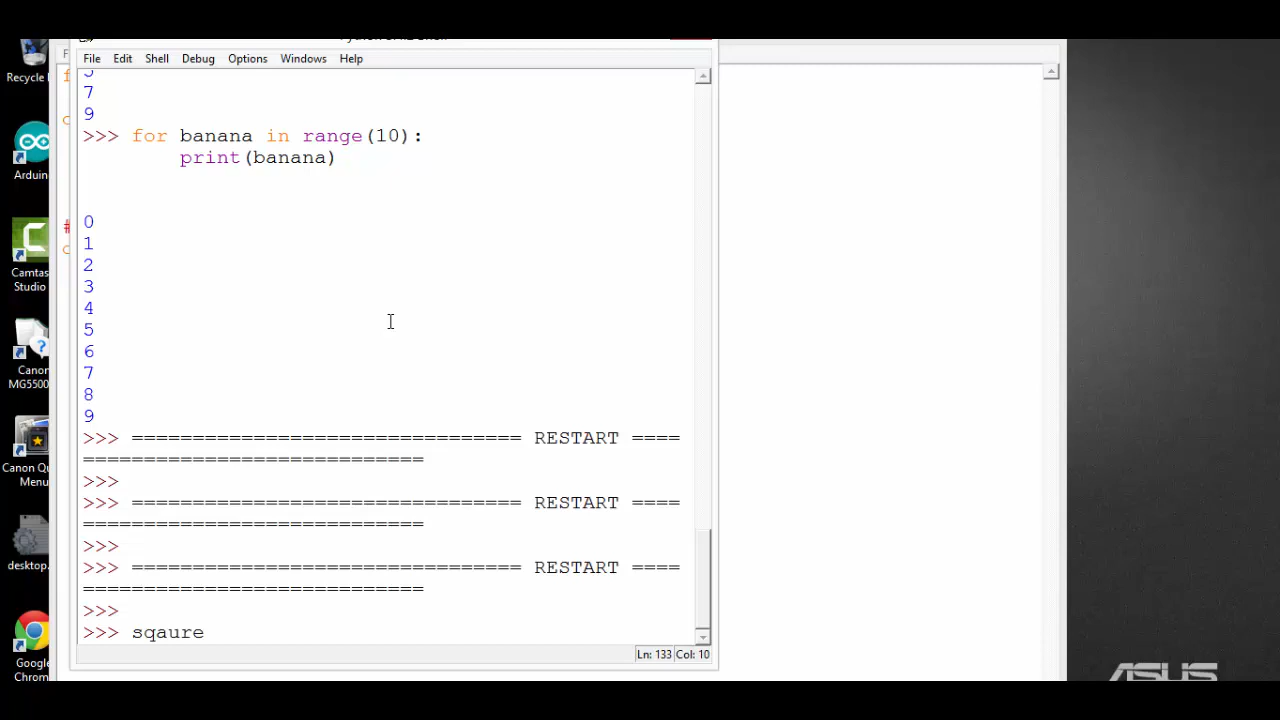 File Edit Shell Debug Options Windows Help
7
9
>>> for banana in range(10):
print(banana)
0
1
2
3
4
5
6
7
8
9
>>> ================================ RESTART ====
============================
>>>
>>> ================================ RESTART ====
============================
>>>
>>> ================================ RESTART ====
============================
>>>
>>> sqaure
Ln: 133 Col: 10
Recycle
Arduin
Camtas
Studio
Canon
MG5500
Canon Qu
Menu
desktop.
Google
Chrom
ASUS